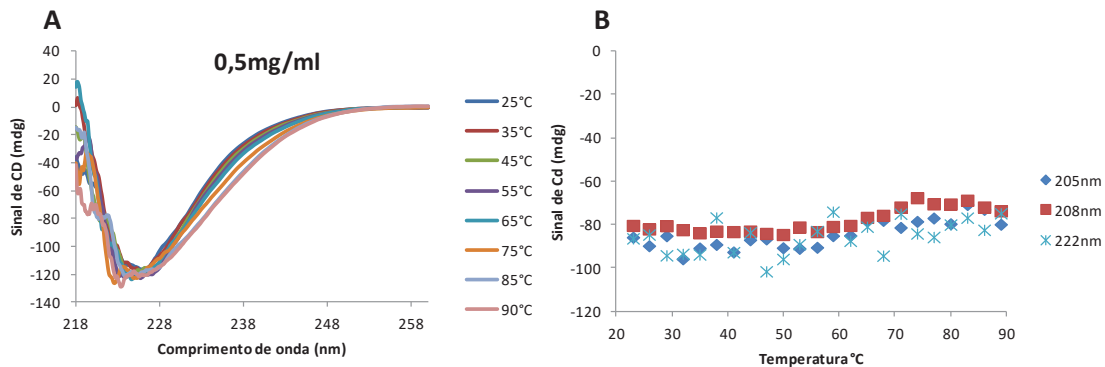 A
0,5mg/ml
Sinal de CD (mdg)
40
20
0
-20
-40
-60
-80
-100
-120
-140
218
228
238
248
258
Comprimento de onda (nm)
25°C
35°C
45°C
55°C
65°C
75°C
85°C
90°C
B
Sinal de Cd (mdg)
0
-20
-40
-60
-80
-100
-120
20
30
40
50
60
70
80
90
Temperatura°C
205nm
208nm
222nm